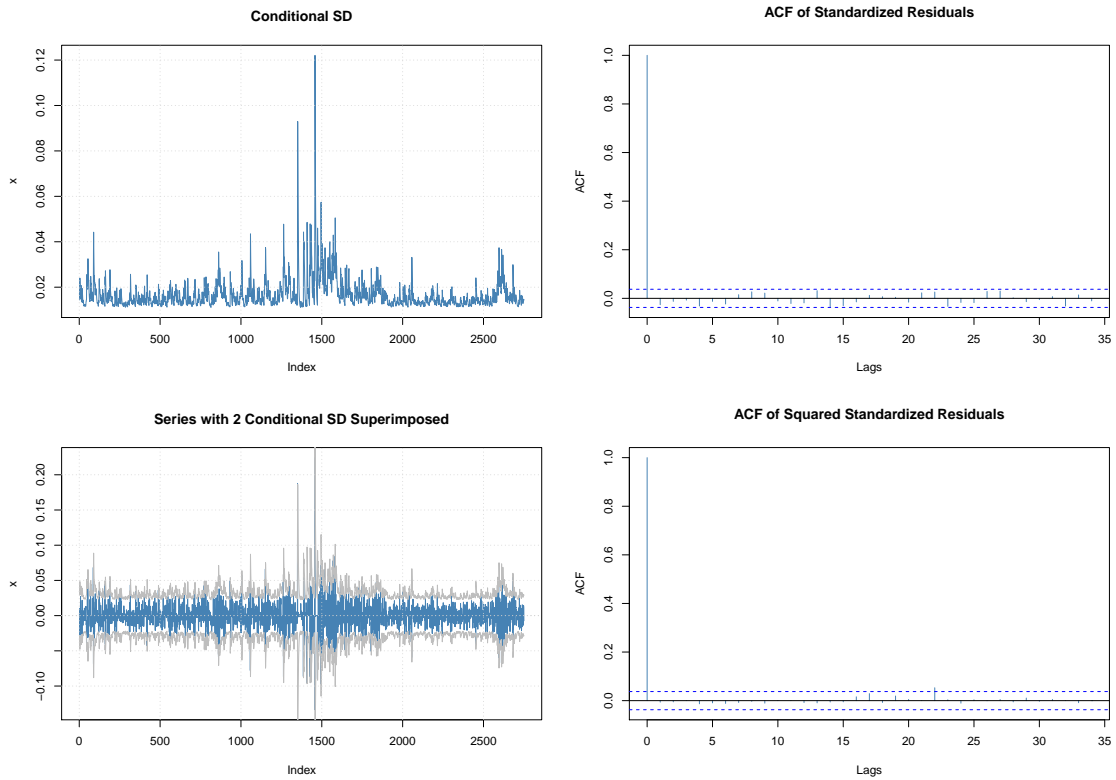 Conditional SD
x
0.02 0.04 0.06 0.08 0.10 0.12
0 500 1000 1500 2000 2500
Index
ACF of Standardized Residuals
ACF
0.0 0.2 0.4 0.6 0.8 1.0
0 5 10 15 20 25 30 35
Lags
Series with 2 Conditional SD Superimposed
x
−0.10 0.00 0.05 0.10 0.15 0.20
0 500 1000 1500 2000 2500
Index
ACF of Squared Standardized Residuals
ACF
0.0 0.2 0.4 0.6 0.8 1.0
0 5 10 15 20 25 30 35
Lags